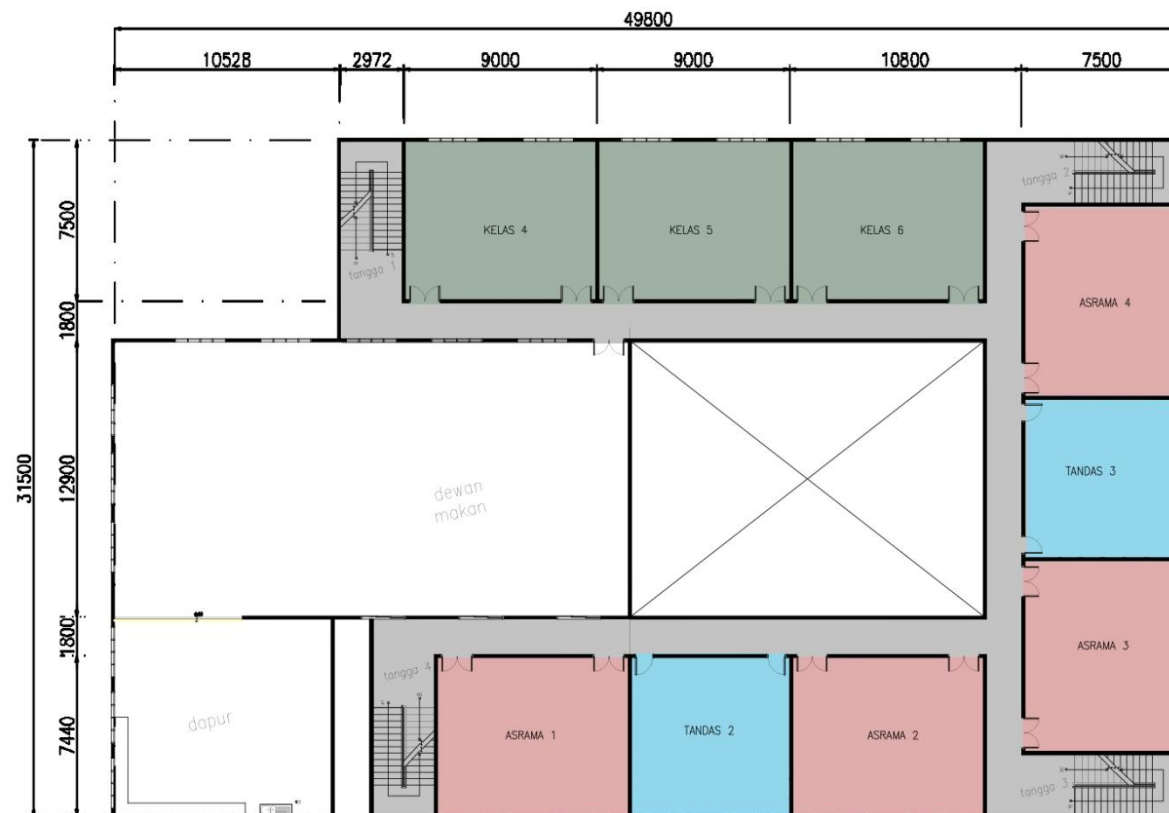 49800
10528 2972 9000 9000 10800 7500
7500
1800
12900
31500
1800
7440
tangga 1
KELAS 4
KELAS 5
KELAS 6
tangga 2
ASRAMA 4
dewan
makan
TANDAS 3
ASRAMA 3
tangga 4
dapur
ASRAMA 1
TANDAS 2
ASRAMA 2
tangga 3